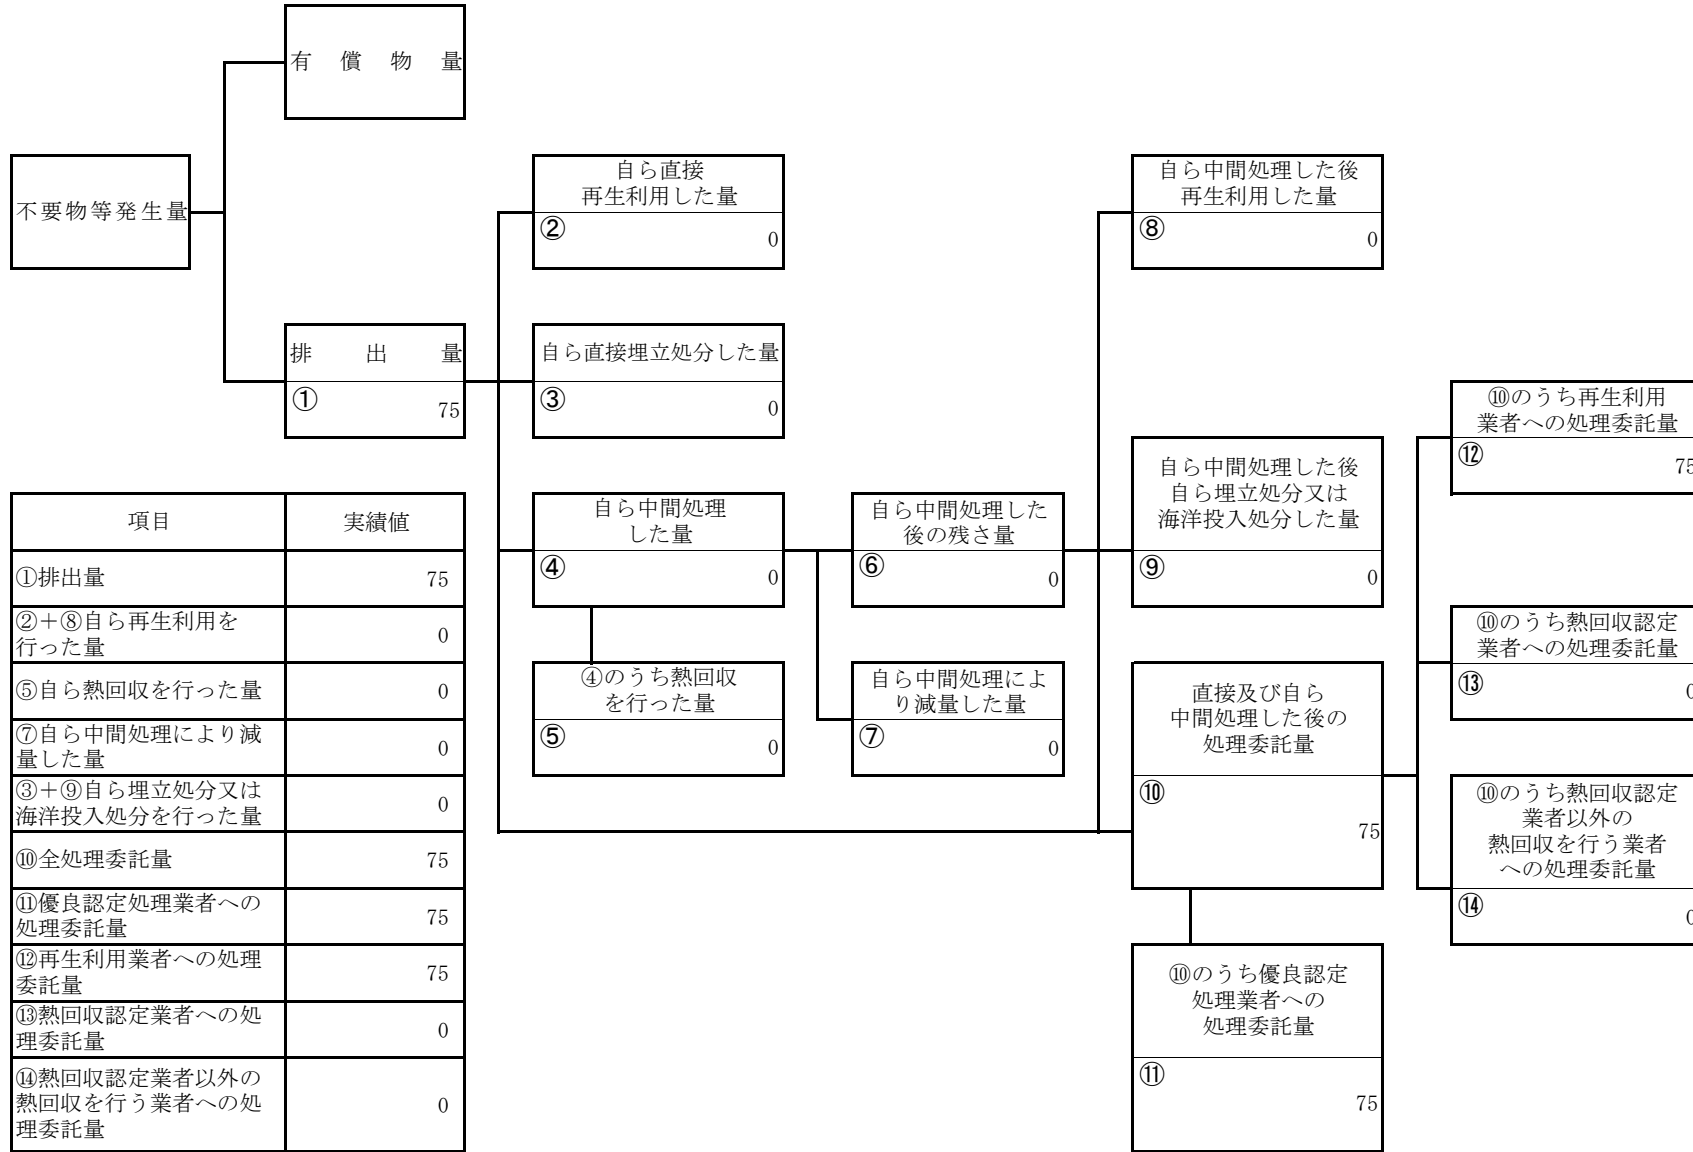 有償物量
不要物等発生量
自ら直接
再生利用した量
②
0
自ら中間処理した後
再生利用した量
⑧
0
排出量
①
75
自ら直接埋立処分した量
③
0
⑩のうち再生利用
業者への処理委託量
⑫
75
自ら中間処理
した量
④
0
自ら中間処理した
後の残さ量
⑥
0
自ら中間処理した後
自ら埋立処分又は
海洋投入処分した量
⑨
0
⑩のうち熱回収認定
業者への処理委託量
⑬
0
④のうち熱回収
を行った量
⑤
0
自ら中間処理によ
り減量した量
⑦
0
直接及び自ら
中間処理した後の
処理委託量
⑩
75
⑩のうち熱回収認定
業者以外の
熱回収を行う業者
への処理委託量
⑭
0
⑩のうち優良認定
処理業者への
処理委託量
⑪
75
項目 実績値
①排出量 75
②+⑧自ら再生利用を
行った量 0
⑤自ら熱回収を行った量 0
⑦自ら中間処理により減
量した量 0
③+⑨自ら埋立処分又は
海洋投入処分を行った量 0
⑩全処理委託量 75
⑪優良認定処理業者への
処理委託量 75
⑫再生利用業者への処理
委託量 75
⑬熱回収認定業者への処
理委託量 0
⑭熱回収認定業者以外の
熱回収を行う業者への処
理委託量 0